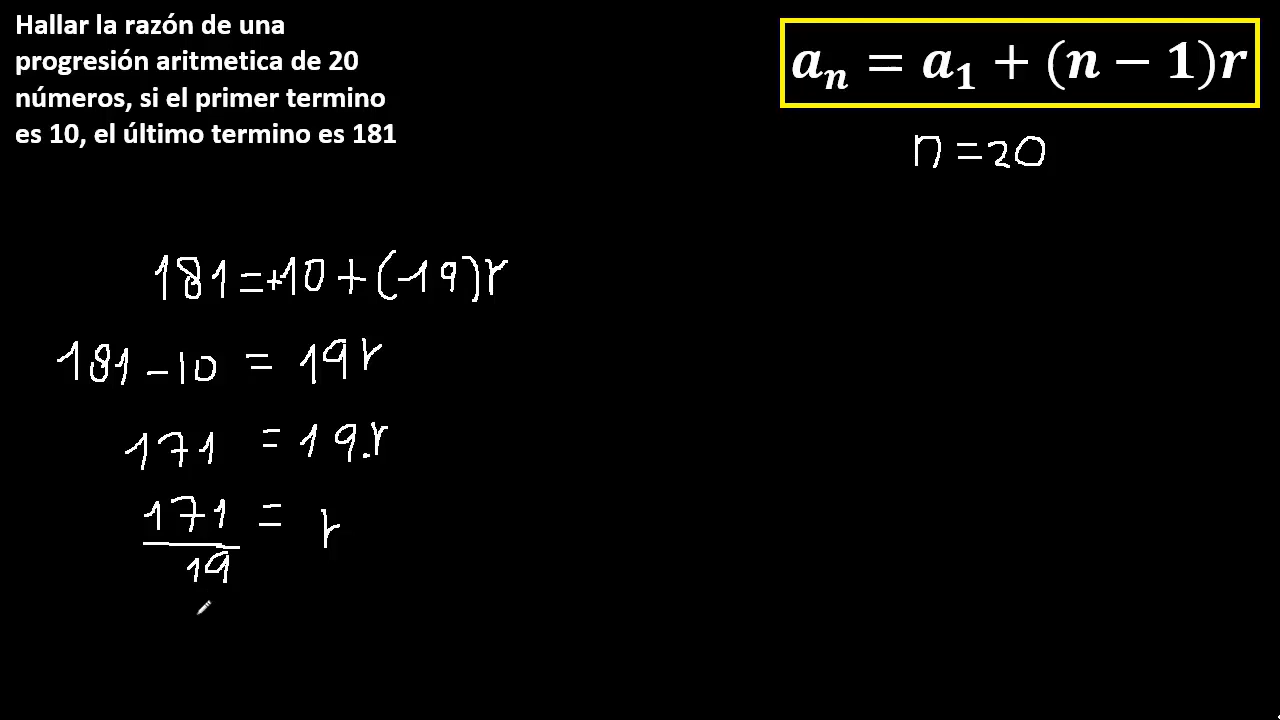 Hallar la razón de una
progresión aritmetica de 20
números, si el primer termino
es 10, el último termino es 181
aₙ = a₁ + (n − 1)r
n = 20
181 = +10 + (-19)r
181 - 10 = 19r
171 = 19.r
171/19 = r